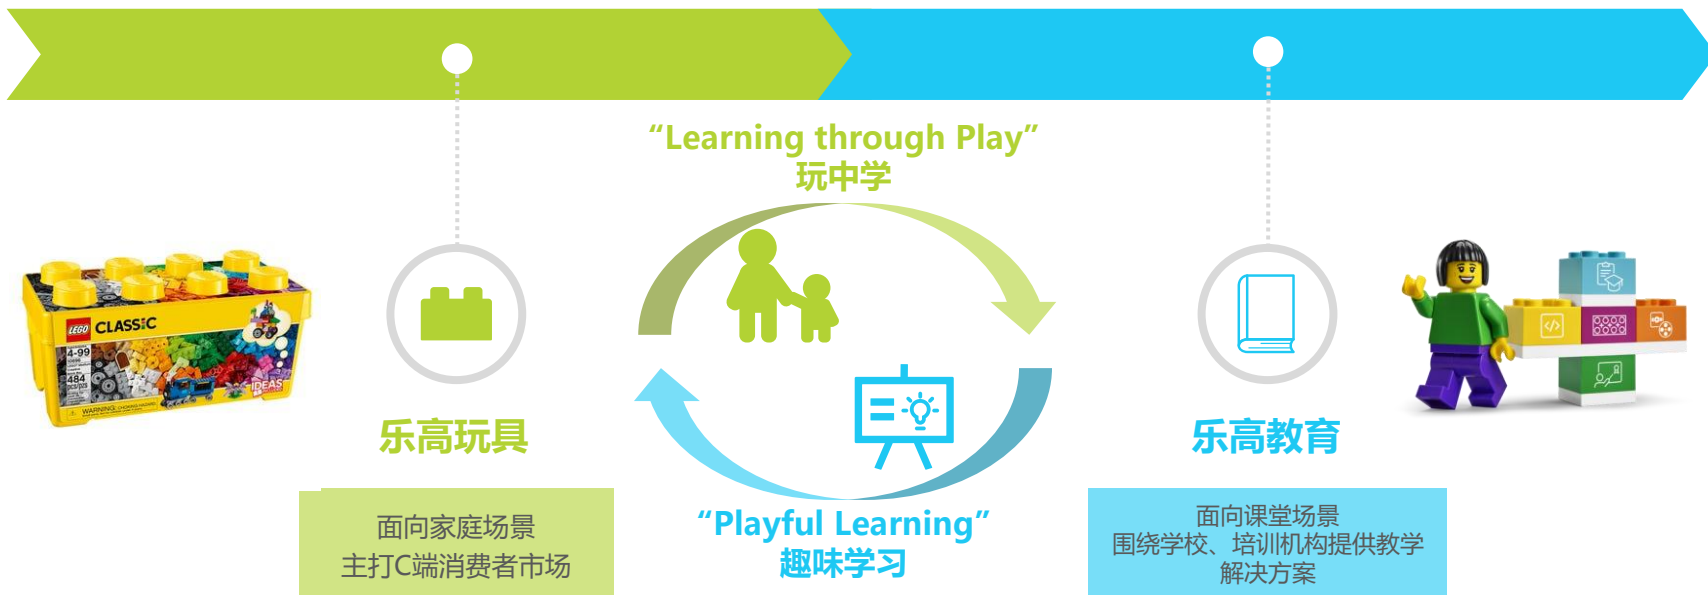 “Learning through Play”
玩中学
LEGO CLASSIC
4-99
484
pcs/pzs
WARNING:
IDEAS
乐高玩具
乐高教育
面向家庭场景
主打C端消费者市场
“Playful Learning”
趣味学习
面向课堂场景
围绕学校、培训机构提供教学
解决方案